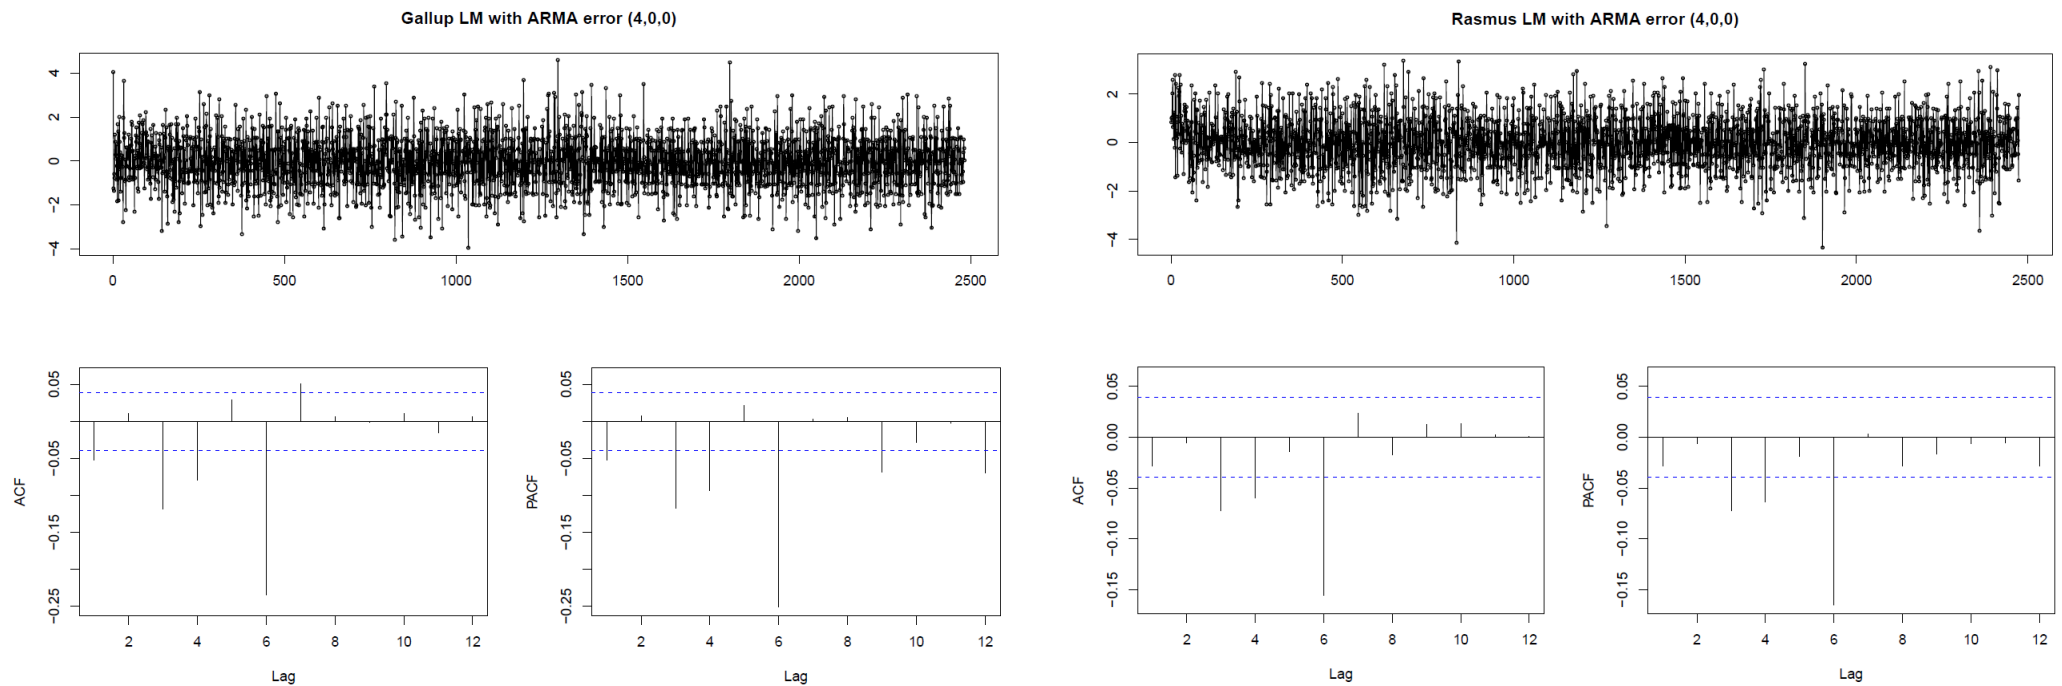 Gallup LM with ARMA error (4,0,0)
4
2
0
−2
−4
0 500 1000 1500 2000 2500
ACF
0.05
−0.05
−0.15
−0.25
2 4 6 8 10 12
Lag
PACF
0.05
−0.05
−0.15
−0.25
2 4 6 8 10 12
Lag
Rasmus LM with ARMA error (4,0,0)
2
0
−2
−4
0 500 1000 1500 2000 2500
ACF
0.05
0.00
−0.05
−0.10
−0.15
2 4 6 8 10 12
Lag
PACF
0.05
0.00
−0.05
−0.10
−0.15
2 4 6 8 10 12
Lag